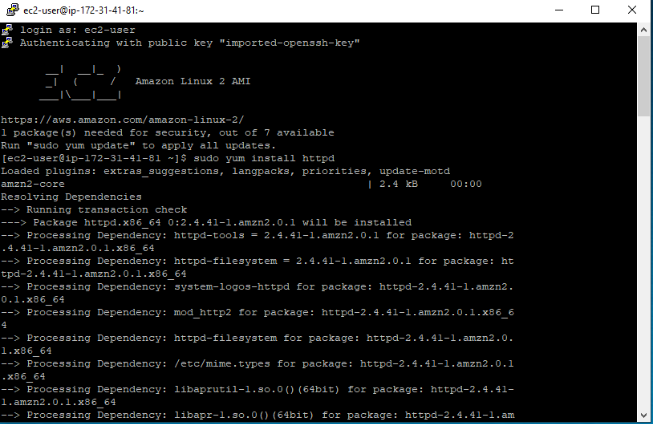 ec2-user@ip-172-31-41-81:~
login as: ec2-user
Authenticating with public key "imported-openssh-key"
__|  __|_  )
_|  (     /   Amazon Linux 2 AMI
___|\___|___|
https://aws.amazon.com/amazon-linux-2/
1 package(s) needed for security, out of 7 available
Run "sudo yum update" to apply all updates.
[ec2-user@ip-172-31-41-81 ~]$ sudo yum install httpd
Loaded plugins: extras_suggestions, langpacks, priorities, update-motd
amzn2-core                                               | 2.4 kB     00:00
Resolving Dependencies
--> Running transaction check
---> Package httpd.x86_64 0:2.4.41-1.amzn2.0.1 will be installed
--> Processing Dependency: httpd-tools = 2.4.41-1.amzn2.0.1 for package: httpd-2
.4.41-1.amzn2.0.1.x86_64
--> Processing Dependency: httpd-filesystem = 2.4.41-1.amzn2.0.1 for package: ht
tpd-2.4.41-1.amzn2.0.1.x86_64
--> Processing Dependency: system-logos-httpd for package: httpd-2.4.41-1.amzn2.
0.1.x86_64
--> Processing Dependency: mod_http2 for package: httpd-2.4.41-1.amzn2.0.1.x86_6
4
--> Processing Dependency: httpd-filesystem for package: httpd-2.4.41-1.amzn2.0.
1.x86_64
--> Processing Dependency: /etc/mime.types for package: httpd-2.4.41-1.amzn2.0.1
.x86_64
--> Processing Dependency: libaprutil-1.so.0()(64bit) for package: httpd-2.4.41-
1.amzn2.0.1.x86_64
--> Processing Dependency: libapr-1.so.0()(64bit) for package: httpd-2.4.41-1.am